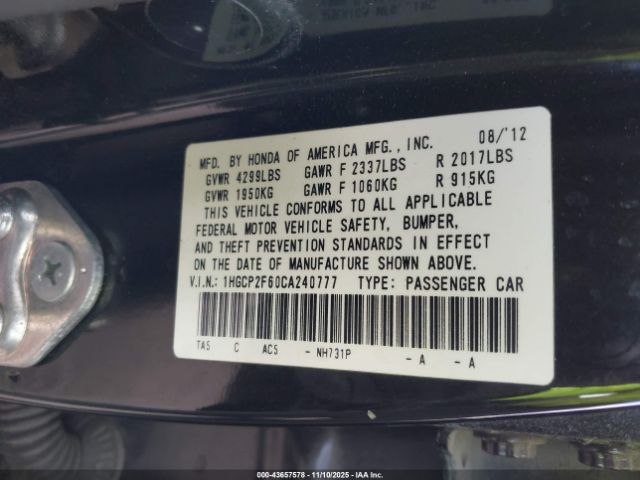 08/'12
MFD. BY HONDA OF AMERICA MFG., INC.
GVWR 4299LBS GAWR F 2337LBS R 2017LBS
GVWR 1950KG GAWR F 1060KG R 915KG
THIS VEHICLE CONFORMS TO ALL APPLICABLE
FEDERAL MOTOR VEHICLE SAFETY, BUMPER,
AND THEFT PREVENTION STANDARDS IN EFFECT
ON THE DATE OF MANUFACTURE SHOWN ABOVE.
V.I.N.: 1HGCP2F60CA240777 TYPE: PASSENGER CAR
TA5 C AC5 - NH731P - A - A
000-43657578 11/10/2025 IAA Inc.